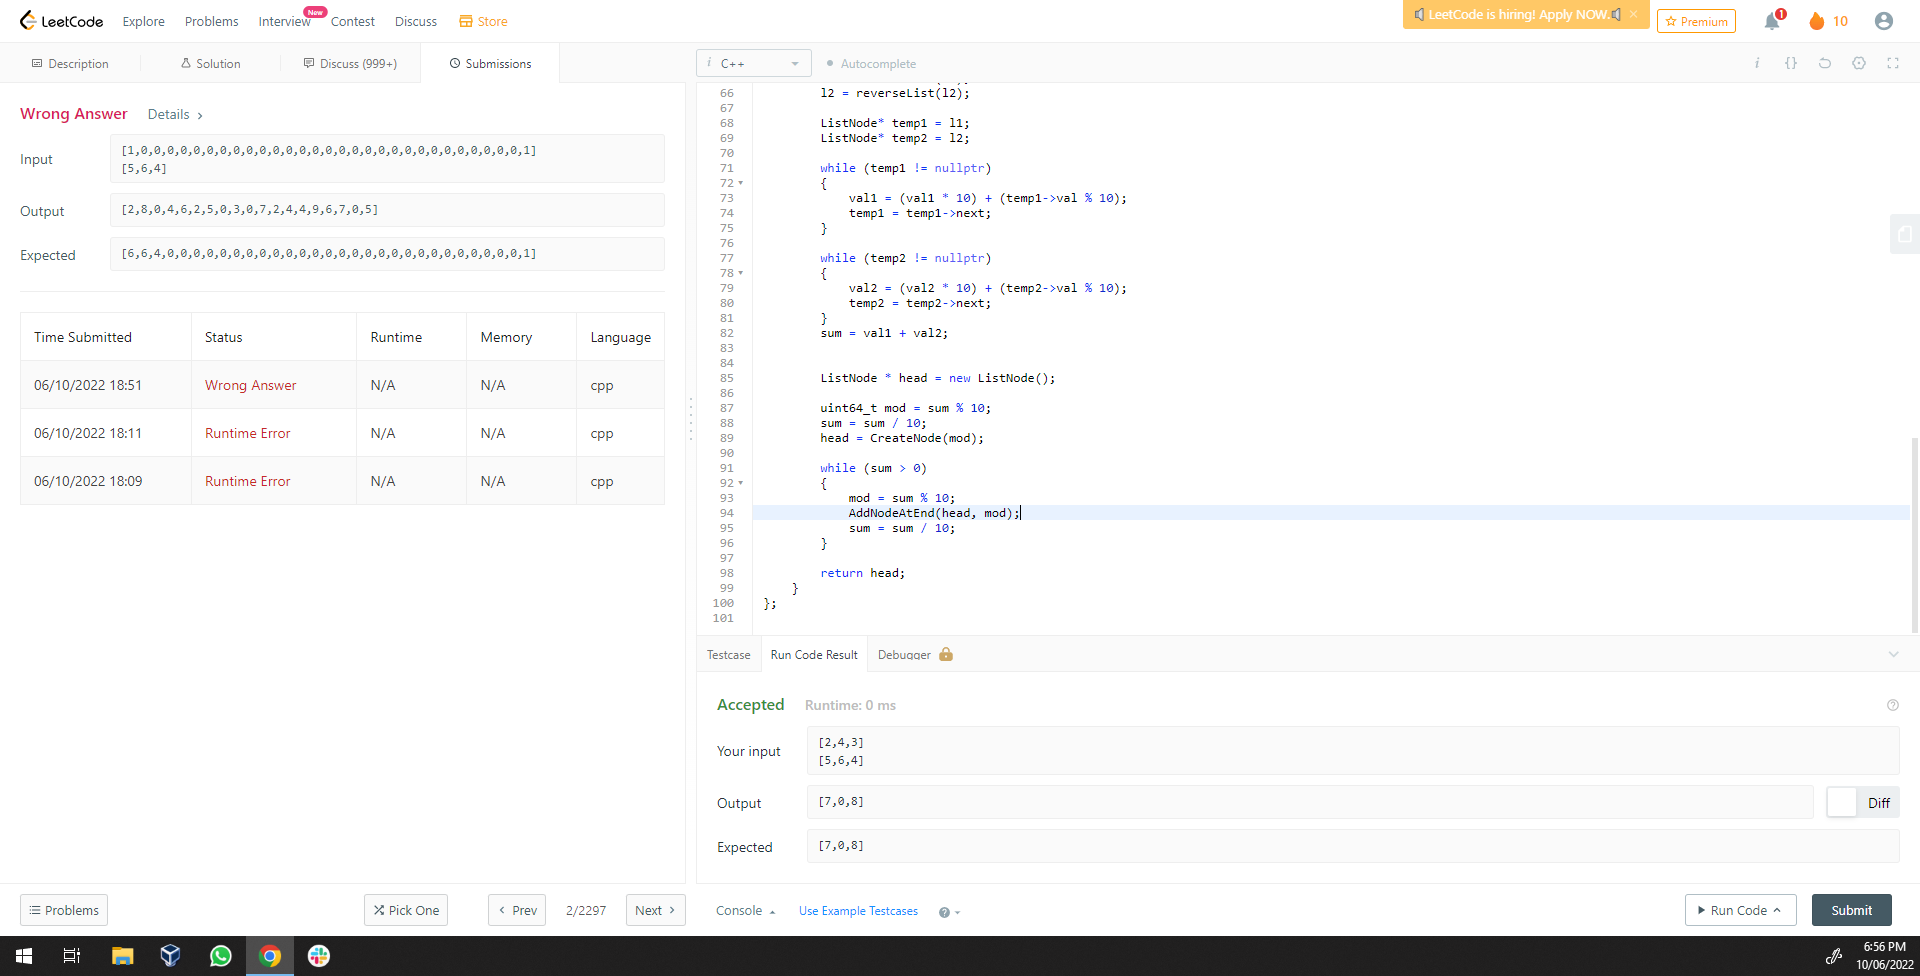 LeetCode
Explore
Problems
Interview
New
Contest
Discuss
Store
LeetCode is hiring! Apply NOW.
Premium
1
10
Description
Solution
Discuss (999+)
Submissions
i C++
Autocomplete
Wrong Answer
Details
Input
[1,0,0,0,0,0,0,0,0,0,0,0,0,0,0,0,0,0,0,0,0,0,0,0,0,0,0,0,0,0,1]
[5,6,4]
Output
[2,8,0,4,6,2,5,0,3,0,7,2,4,4,9,6,7,0,5]
Expected
[6,6,4,0,0,0,0,0,0,0,0,0,0,0,0,0,0,0,0,0,0,0,0,0,0,0,0,0,0,0,1]
Time Submitted Status Runtime Memory Language
06/10/2022 18:51 Wrong Answer N/A N/A cpp
06/10/2022 18:11 Runtime Error N/A N/A cpp
06/10/2022 18:09 Runtime Error N/A N/A cpp
66 l2 = reverseList(l2);
67
68 ListNode* temp1 = l1;
69 ListNode* temp2 = l2;
70
71 while (temp1 != nullptr)
72 {
73 val1 = (val1 * 10) + (temp1->val % 10);
74 temp1 = temp1->next;
75 }
76
77 while (temp2 != nullptr)
78 {
79 val2 = (val2 * 10) + (temp2->val % 10);
80 temp2 = temp2->next;
81 }
82 sum = val1 + val2;
83
84
85 ListNode * head = new ListNode();
86
87 uint64_t mod = sum % 10;
88 sum = sum / 10;
89 head = CreateNode(mod);
90
91 while (sum > 0)
92 {
93 mod = sum % 10;
94 AddNodeAtEnd(head, mod);
95 sum = sum / 10;
96 }
97
98 return head;
99 }
100 };
101
Testcase
Run Code Result
Debugger
Accepted
Runtime: 0 ms
Your input
[2,4,3]
[5,6,4]
Output
[7,0,8]
Diff
Expected
[7,0,8]
Problems
Pick One
Prev
2/2297
Next
Console
Use Example Testcases
Run Code
Submit
6:56 PM
10/06/2022